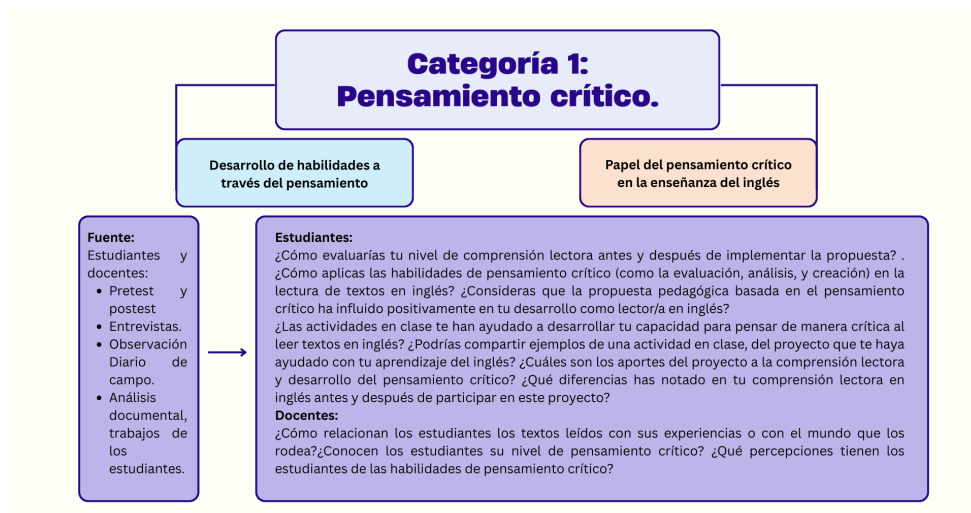 Categoría 1:
Pensamiento crítico.
Desarrollo de habilidades a
través del pensamiento
Papel del pensamiento crítico
en la enseñanza del inglés
Fuente:
Estudiantes y
docentes:
• Pretest y
postest
• Entrevistas.
• Observación
Diario de
campo.
• Análisis
documental,
trabajos de
los
estudiantes.
Estudiantes:
¿Cómo evaluarías tu nivel de comprensión lectora antes y después de implementar la propuesta? .
¿Cómo aplicas las habilidades de pensamiento crítico (como la evaluación, análisis, y creación) en la
lectura de textos en inglés? ¿Consideras que la propuesta pedagógica basada en el pensamiento
crítico ha influido positivamente en tu desarrollo como lector/a en inglés?
¿Las actividades en clase te han ayudado a desarrollar tu capacidad para pensar de manera crítica al
leer textos en inglés? ¿Podrías compartir ejemplos de una actividad en clase, del proyecto que te haya
ayudado con tu aprendizaje del inglés? ¿Cuáles son los aportes del proyecto a la comprensión lectora
y desarrollo del pensamiento crítico? ¿Qué diferencias has notado en tu comprensión lectora en
inglés antes y después de participar en este proyecto?
Docentes:
¿Cómo relacionan los estudiantes los textos leídos con sus experiencias o con el mundo que los
rodea?¿Conocen los estudiantes su nivel de pensamiento crítico? ¿Qué percepciones tienen los
estudiantes de las habilidades de pensamiento crítico?